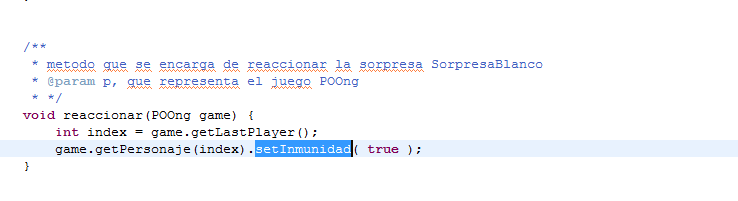 /**
 * metodo que se encarga de reaccionar la sorpresa SorpresaBlanco
 * @param p, que representa el juego POOng
 * */
void reaccionar(POOng game) {
    int index = game.getLastPlayer();
    game.getPersonaje(index).setInmunidad( true );
}